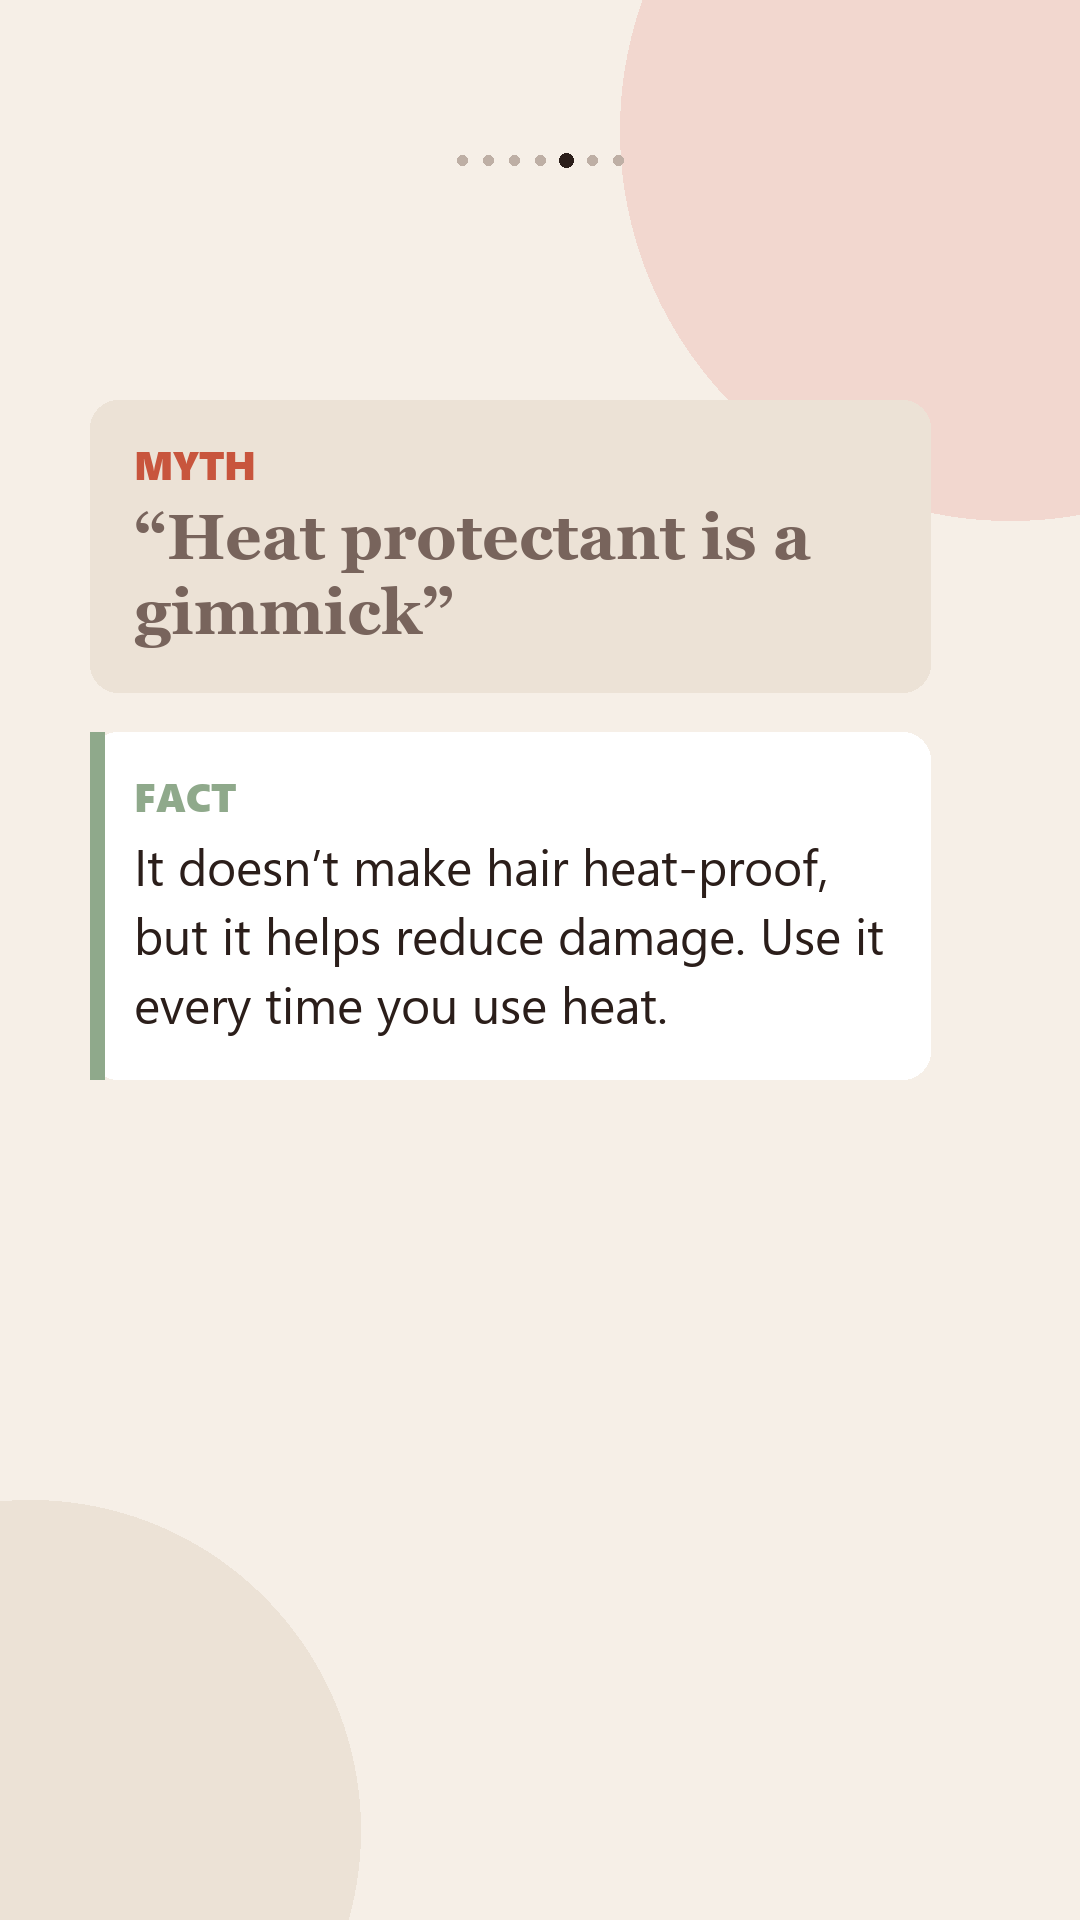 MYTH
“Heat protectant is a
gimmick”
FACT
It doesn’t make hair heat-proof,
but it helps reduce damage. Use it
every time you use heat.